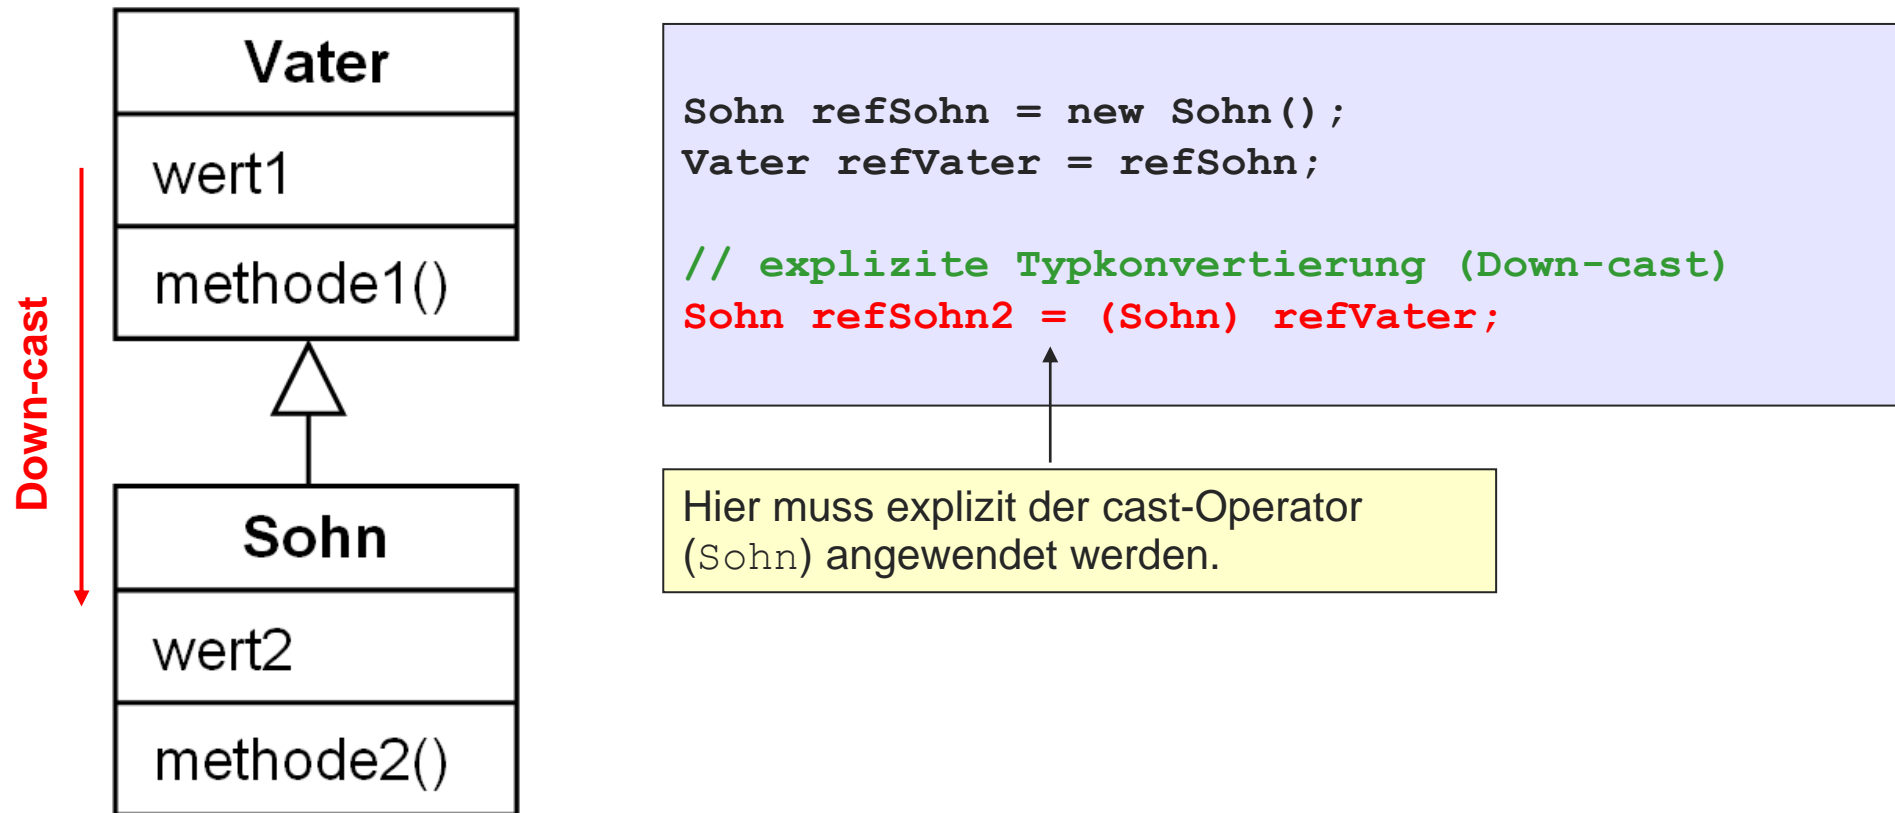 Vater
wert1
methode1()
Down-cast
Sohn
wert2
methode2()
Sohn refSohn = new Sohn();
Vater refVater = refSohn;
// explizite Typkonvertierung (Down-cast)
Sohn refSohn2 = (Sohn) refVater;
Hier muss explizit der cast-Operator
(Sohn) angewendet werden.